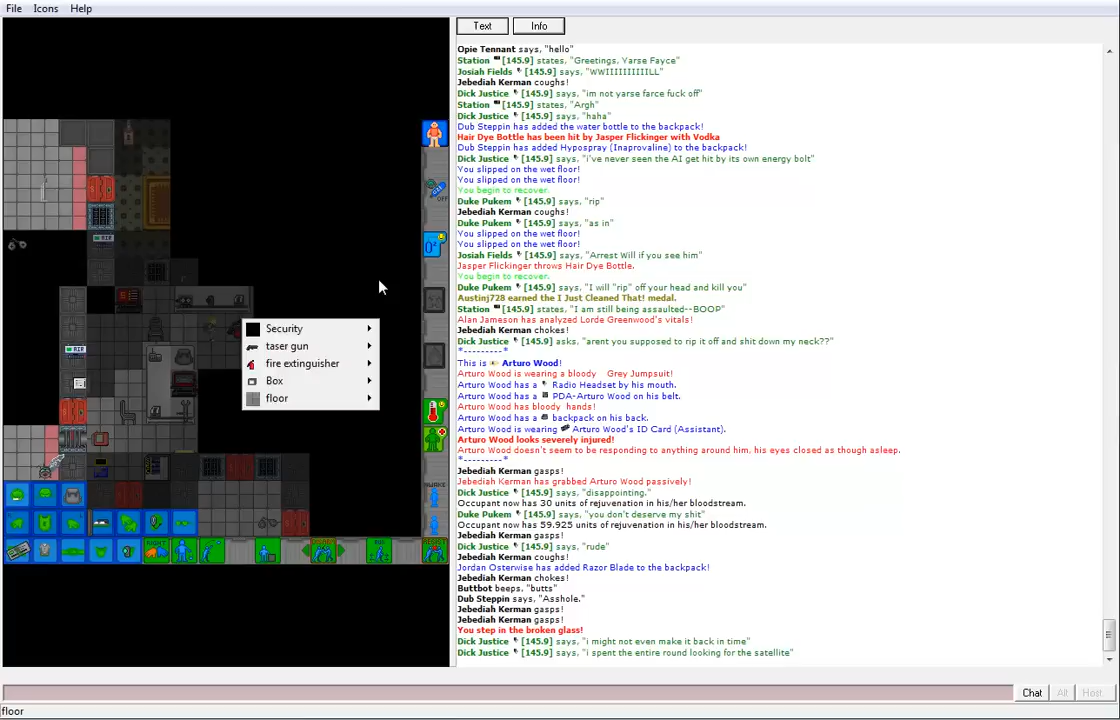 File Icons Help
Text Info
Opie Tennant says, "hello"
Station [145.9] states, "Greetings, Yarse Fayce"
Josiah Fields [145.9] says, "WWIIIIIIIIILL"
Jebediah Kerman coughs!
Dick Justice [145.9] says, "im not yarse farce fuck off"
Station [145.9] states, "Argh"
Dick Justice [145.9] says, "haha"
Dub Steppin has added the water bottle to the backpack!
Hair Dye Bottle has been hit by Jasper Flickinger with Vodka
Dub Steppin has added Hypospray (Inaprovaline) to the backpack!
Dick Justice [145.9] says, "i've never seen the AI get hit by its own energy bolt"
You slipped on the wet floor!
You slipped on the wet floor!
You begin to recover.
Duke Pukem [145.9] says, "rip"
Jebediah Kerman coughs!
Duke Pukem [145.9] says, "as in"
You slipped on the wet floor!
You slipped on the wet floor!
Josiah Fields [145.9] says, "Arrest Will if you see him"
Jasper Flickinger throws Hair Dye Bottle.
You begin to recover.
Duke Pukem [145.9] says, "I will "rip" off your head and kill you"
Austinj728 earned the I Just Cleaned That! medal.
Station [145.9] states, "I am still being assaulted--BOOP"
Alan Jameson has analyzed Lorde Greenwood's vitals!
Jebediah Kerman chokes!
Dick Justice [145.9] asks, "arent you supposed to rip it off and shit down my neck??"
*---------*
This is Arturo Wood!
Arturo Wood is wearing a bloody Grey Jumpsuit!
Arturo Wood has a Radio Headset by his mouth.
Arturo Wood has a PDA-Arturo Wood on his belt.
Arturo Wood has bloody hands!
Arturo Wood has a backpack on his back.
Arturo Wood is wearing Arturo Wood's ID Card (Assistant).
Arturo Wood looks severely injured!
Arturo Wood doesn't seem to be responding to anything around him, his eyes closed as though asleep.
*---------*
Jebediah Kerman gasps!
Jebediah Kerman has grabbed Arturo Wood passively!
Dick Justice [145.9] says, "disappointing."
Occupant now has 30 units of rejuvenation in his/her bloodstream.
Duke Pukem [145.9] says, "you don't deserve my shit"
Occupant now has 59.925 units of rejuvenation in his/her bloodstream.
Jebediah Kerman gasps!
Dick Justice [145.9] says, "rude"
Jebediah Kerman coughs!
Jordan Osterwise has added Razor Blade to the backpack!
Jebediah Kerman chokes!
Buttbot beeps, "butts"
Dub Steppin says, "Asshole."
Jebediah Kerman gasps!
Jebediah Kerman gasps!
You step in the broken glass!
Dick Justice [145.9] says, "i might not even make it back in time"
Dick Justice [145.9] says, "i spent the entire round looking for the satellite"
Security
taser gun
fire extinguisher
Box
floor
OFF
Chat Alt Host
floor